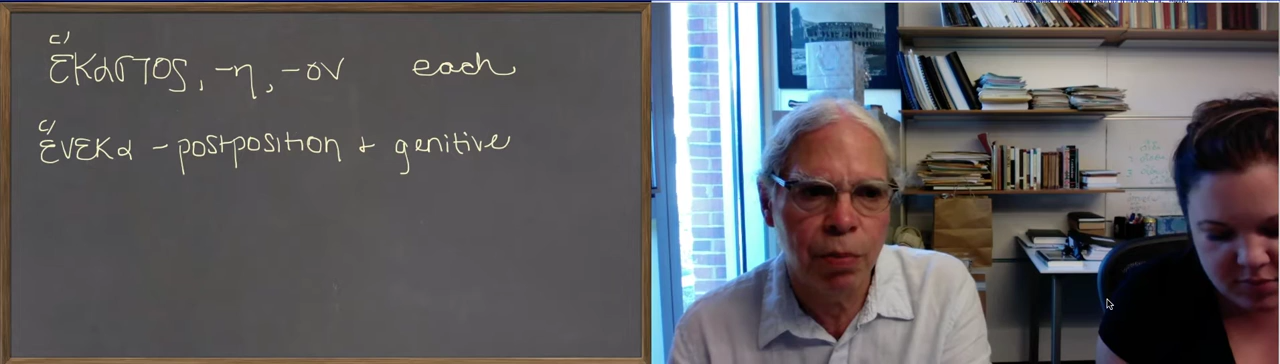 ἕκαστος, -η, -ον each
ἕνεκα - postposition + genitive